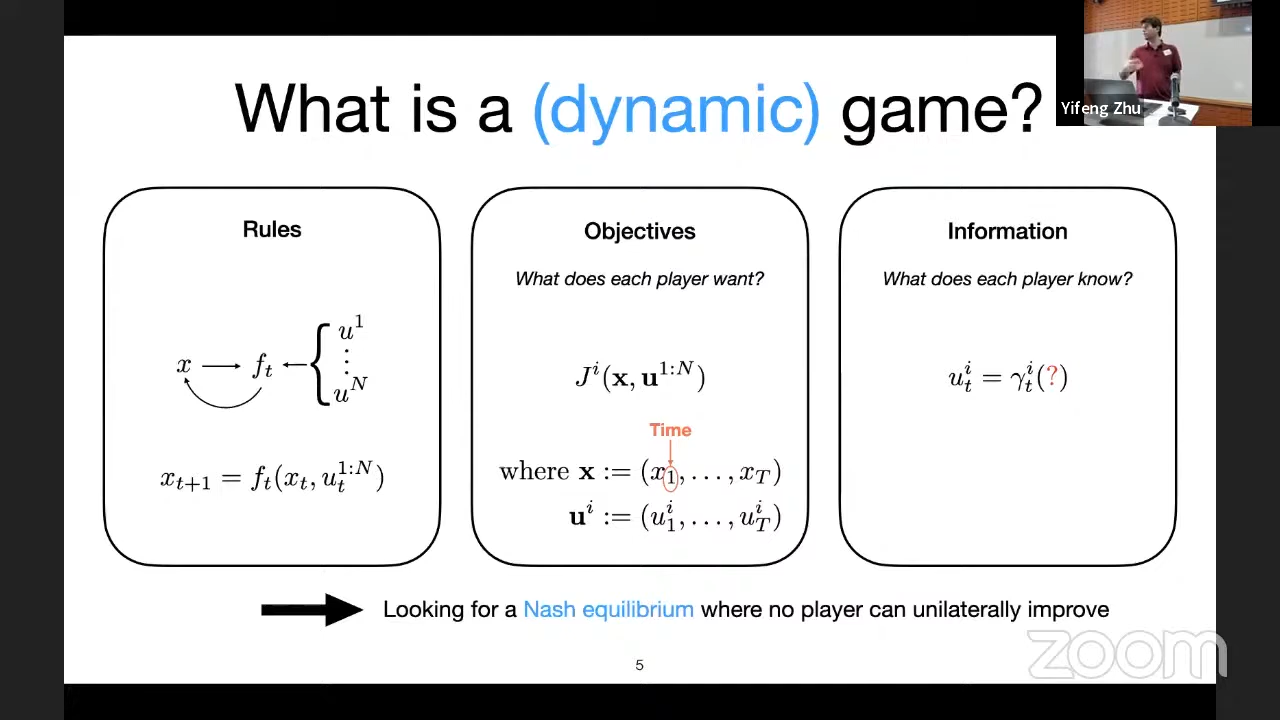 What is a (dynamic) game?
Yifeng Zhu
Rules
x → f_t ← { u^1 ⋮ u^N
x_{t+1} = f_t(x_t, u_t^{1:N})
Objectives
What does each player want?
J^i(𝐱, 𝐮^{1:N})
Time
where 𝐱 := (x_1, . . . , x_T)
𝐮^i := (u_1^i, . . . , u_T^i)
Information
What does each player know?
u_t^i = γ_t^i(?)
Looking for a Nash equilibrium where no player can unilaterally improve
5
zoom